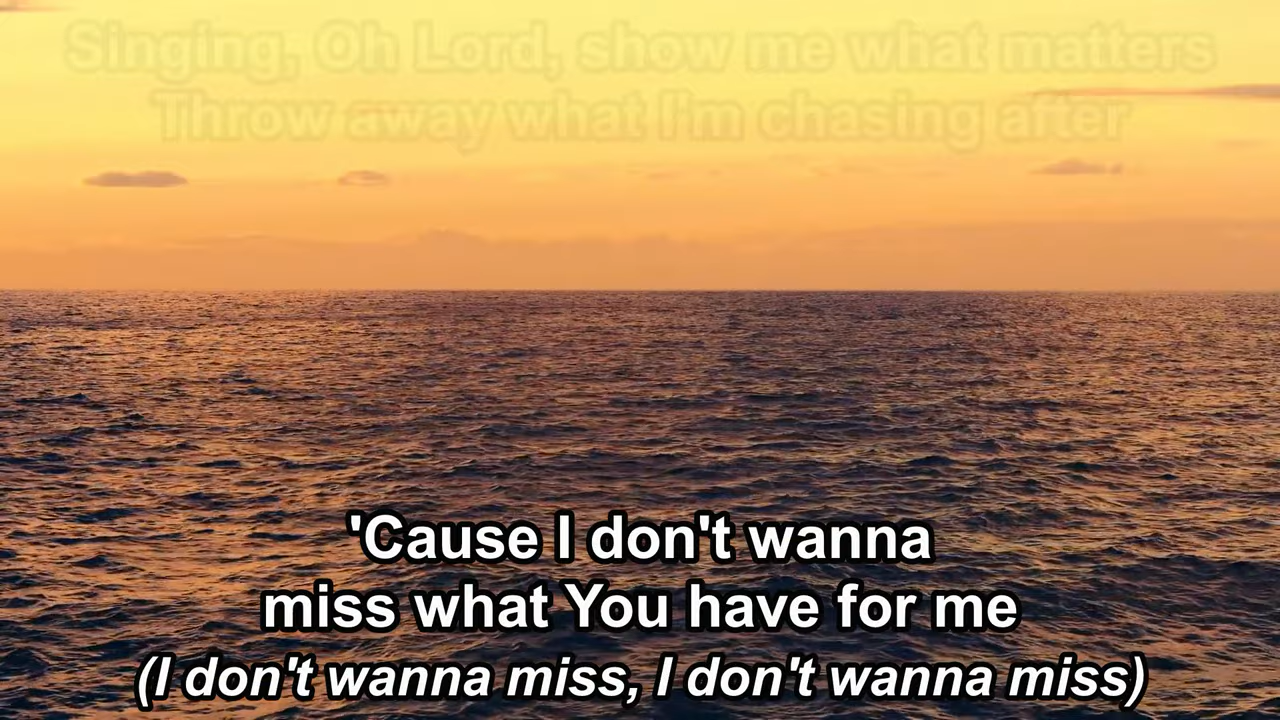 Singing, Oh Lord, show me what matters
Throw away what I'm chasing after
'Cause I don't wanna
miss what You have for me
(I don't wanna miss, I don't wanna miss)